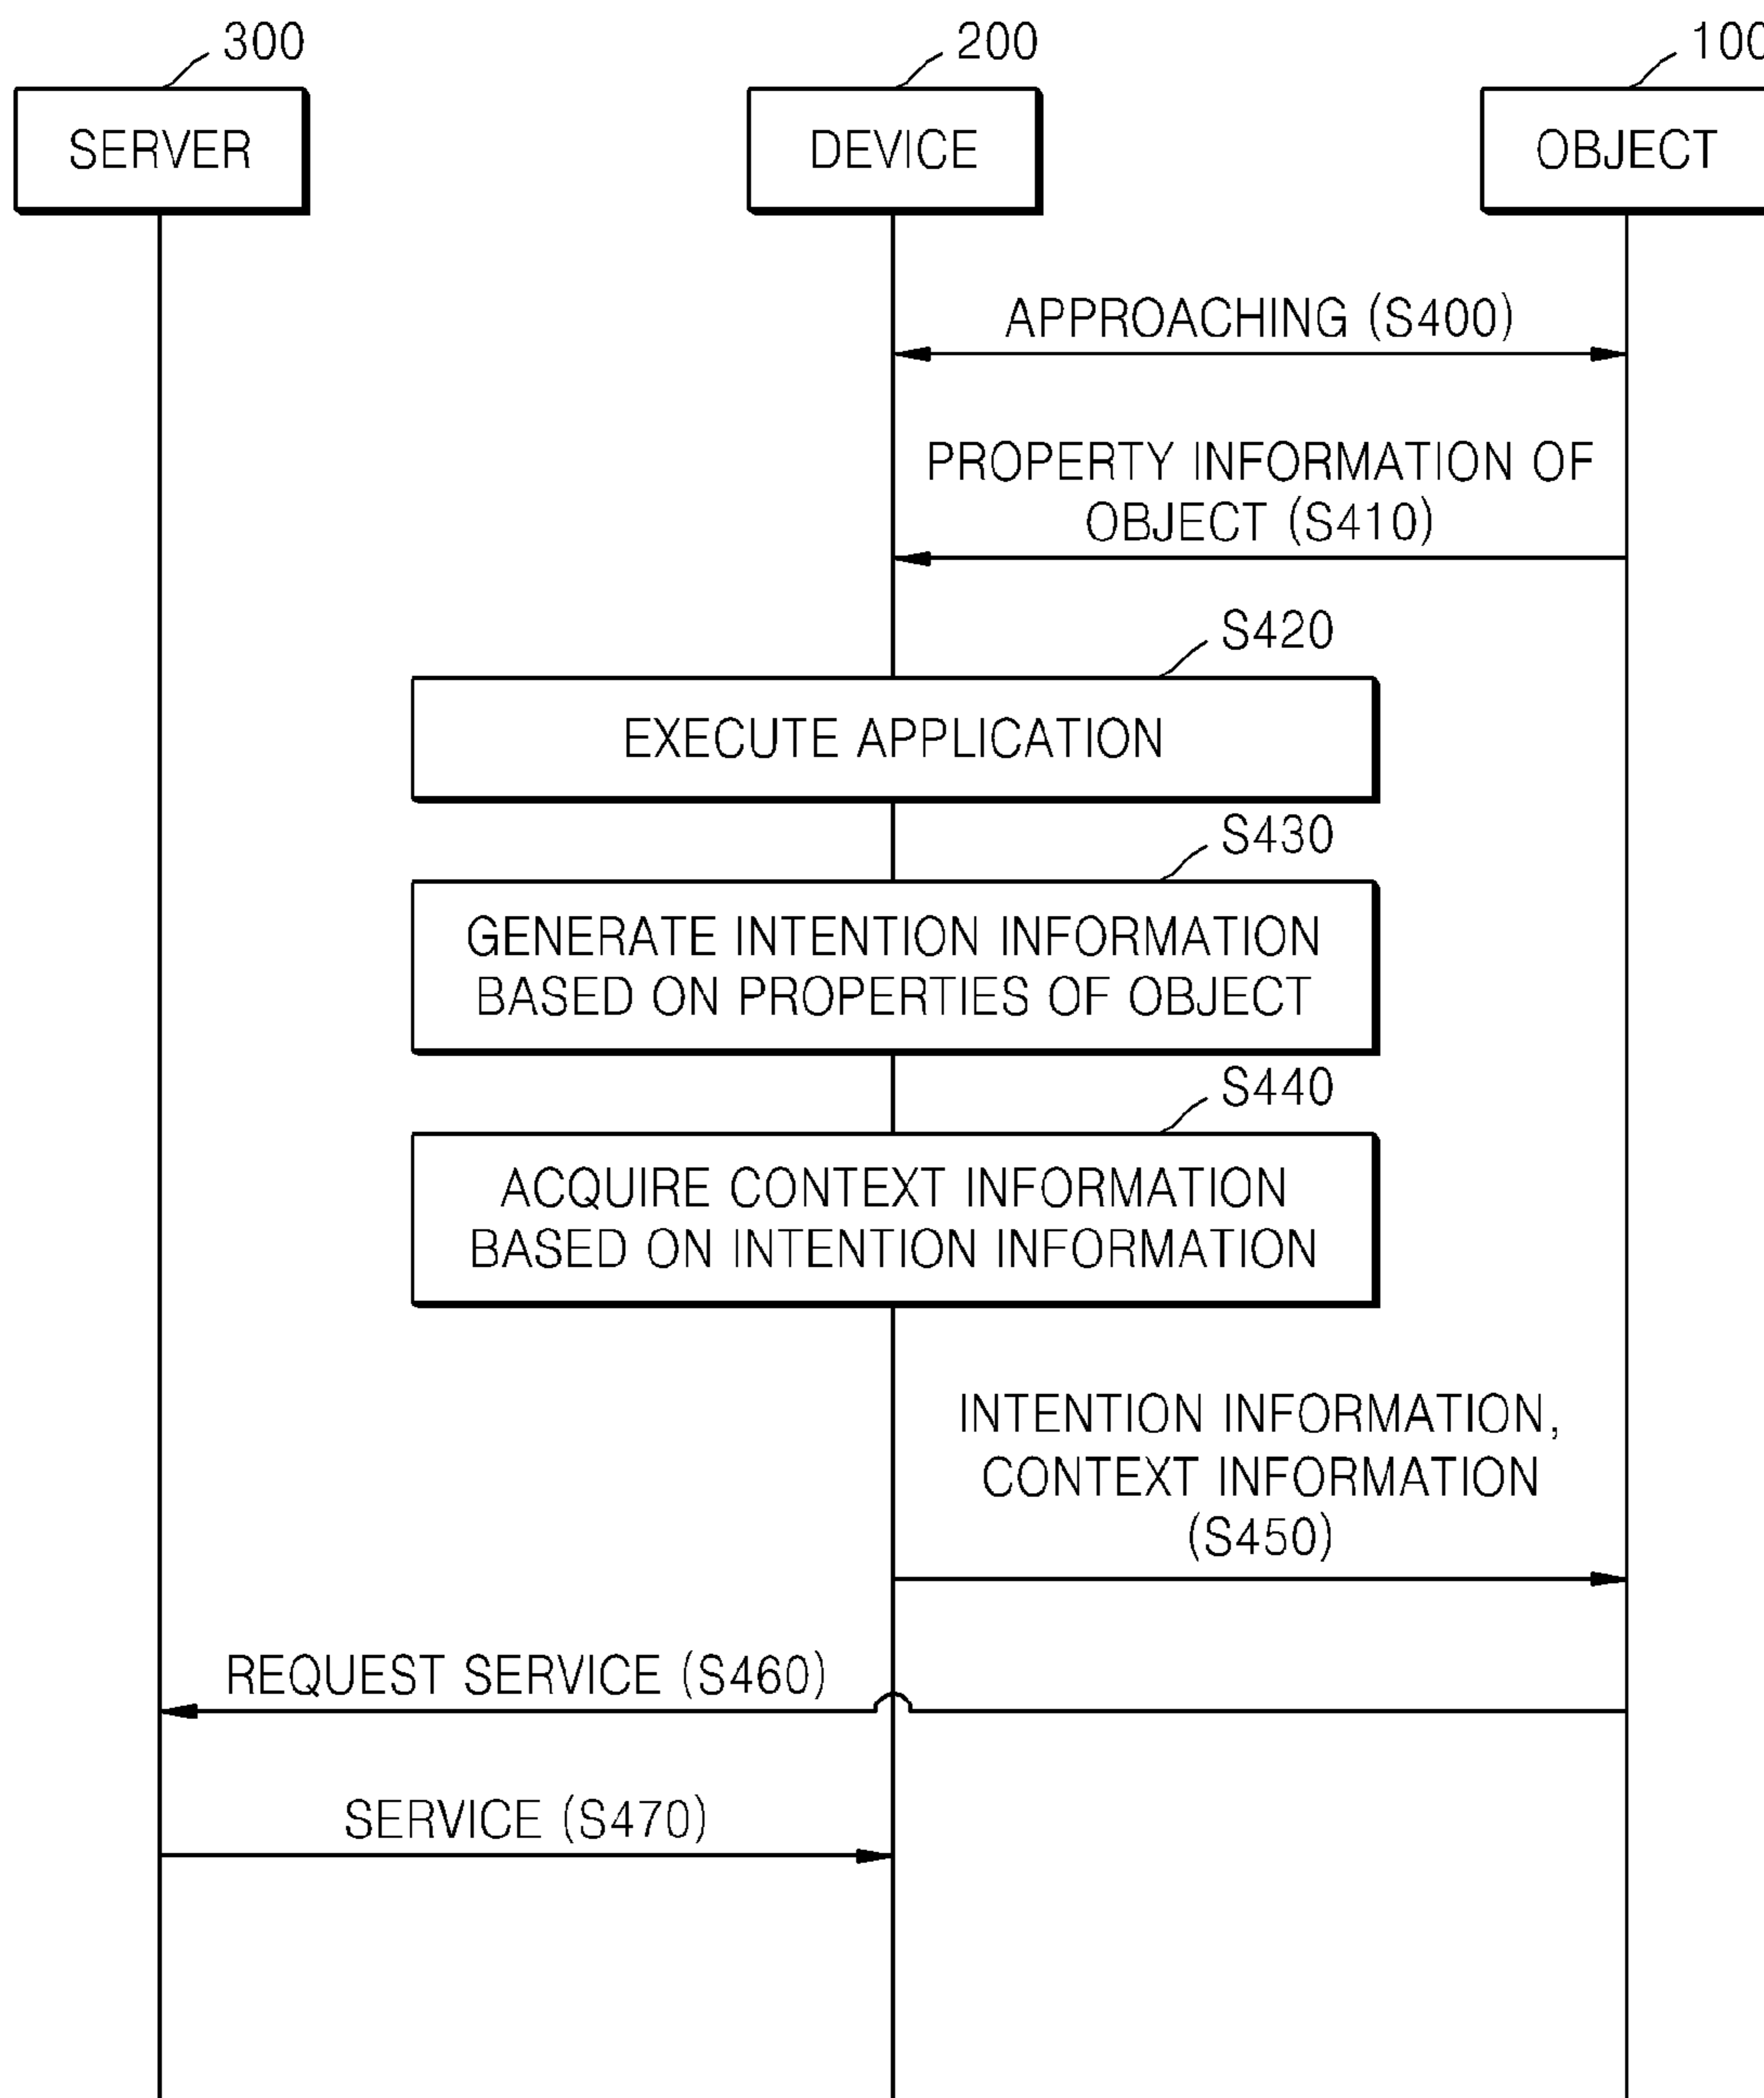 300
200
100
SERVER
DEVICE
OBJECT
APPROACHING (S400)
PROPERTY INFORMATION OF
OBJECT (S410)
S420
EXECUTE APPLICATION
S430
GENERATE INTENTION INFORMATION
BASED ON PROPERTIES OF OBJECT
S440
ACQUIRE CONTEXT INFORMATION
BASED ON INTENTION INFORMATION
INTENTION INFORMATION,
CONTEXT INFORMATION
(S450)
REQUEST SERVICE (S460)
SERVICE (S470)